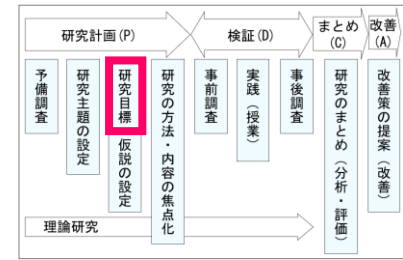 研究計画(P)
検証(D)
まとめ
(C)
改善
(A)
予備調査
研究主題の設定
研究目標
仮説の設定
研究の方法・内容の焦点化
事前調査
実践(授業)
事後調査
研究のまとめ(分析・評価)
改善策の提案(改善)
理論研究